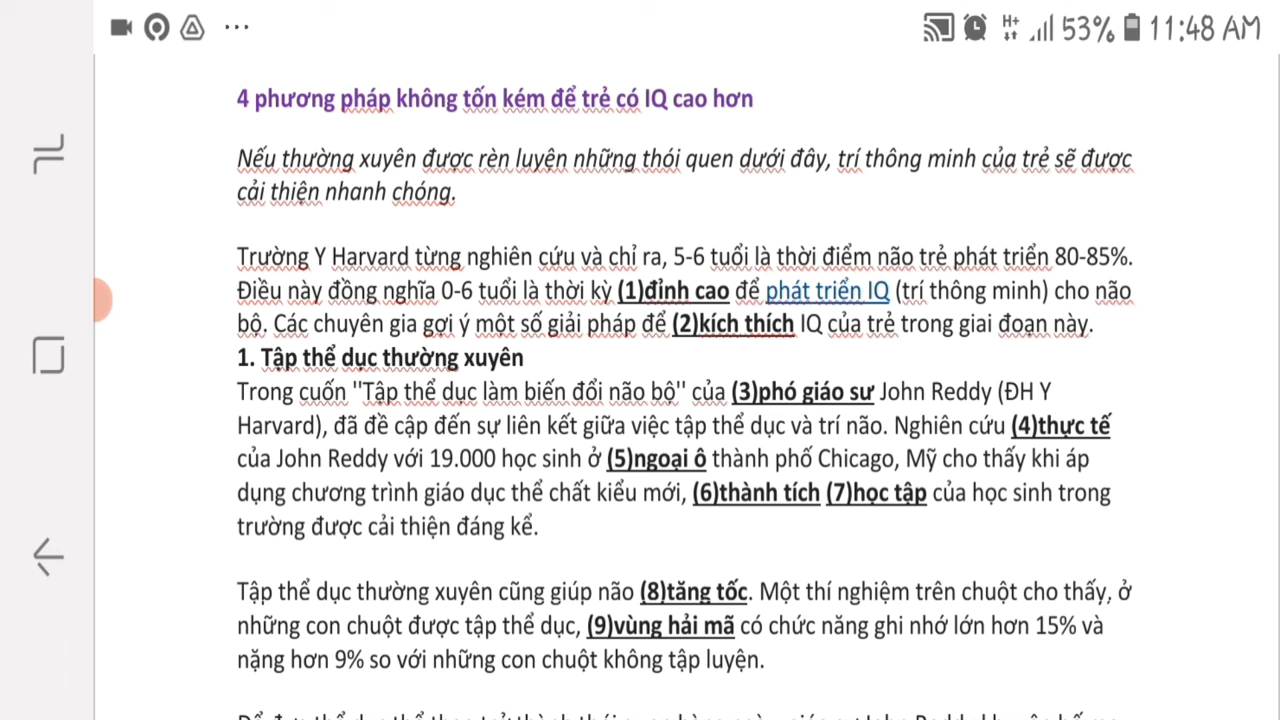 H+ 53% 11:48 AM
4 phương pháp không tốn kém để trẻ có IQ cao hơn
Nếu thường xuyên được rèn luyện những thói quen dưới đây, trí thông minh của trẻ sẽ được
cải thiện nhanh chóng.
Trường Y Harvard từng nghiên cứu và chỉ ra, 5-6 tuổi là thời điểm não trẻ phát triển 80-85%.
Điều này đồng nghĩa 0-6 tuổi là thời kỳ (1)đỉnh cao để phát triển IQ (trí thông minh) cho não
bộ. Các chuyên gia gợi ý một số giải pháp để (2)kích thích IQ của trẻ trong giai đoạn này.
1. Tập thể dục thường xuyên
Trong cuốn "Tập thể dục làm biến đổi não bộ" của (3)phó giáo sư John Reddy (ĐH Y
Harvard), đã đề cập đến sự liên kết giữa việc tập thể dục và trí não. Nghiên cứu (4)thực tế
của John Reddy với 19.000 học sinh ở (5)ngoại ô thành phố Chicago, Mỹ cho thấy khi áp
dụng chương trình giáo dục thể chất kiểu mới, (6)thành tích (7)học tập của học sinh trong
trường được cải thiện đáng kể.
Tập thể dục thường xuyên cũng giúp não (8)tăng tốc. Một thí nghiệm trên chuột cho thấy, ở
những con chuột được tập thể dục, (9)vùng hải mã có chức năng ghi nhớ lớn hơn 15% và
nặng hơn 9% so với những con chuột không tập luyện.